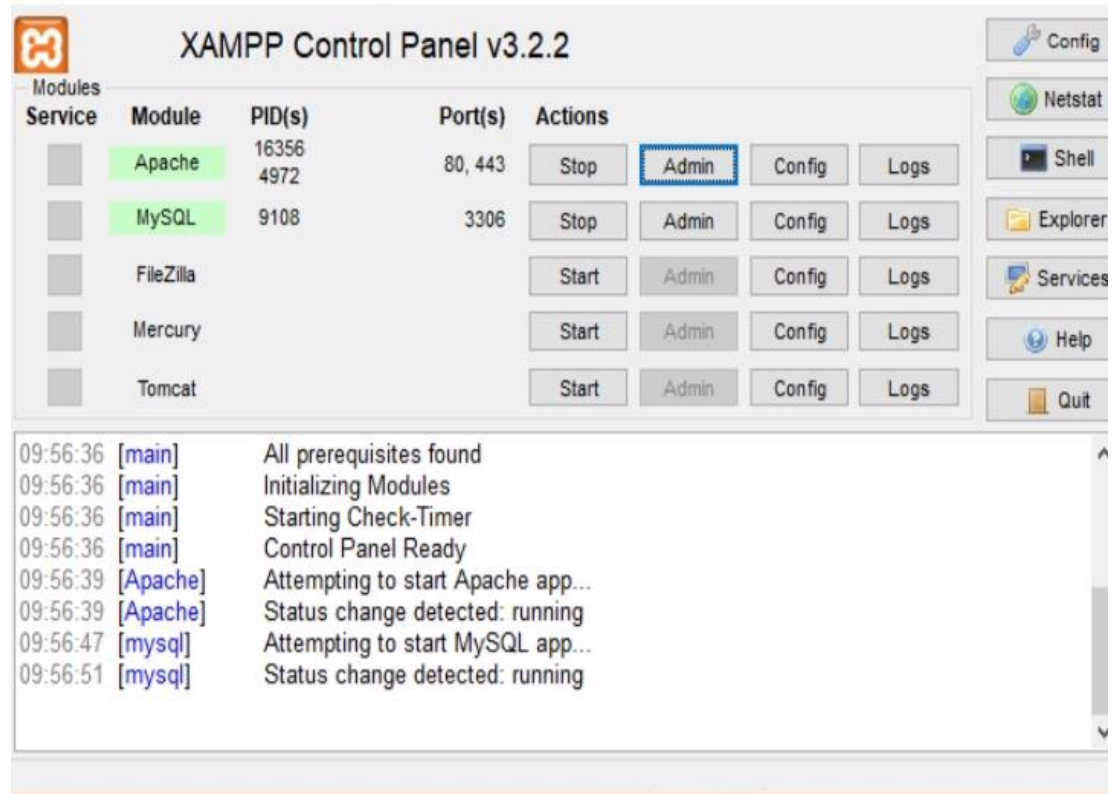 XAMPP Control Panel v3.2.2
Config
Modules
Netstat
Service Module PID(s) Port(s) Actions
Apache 16356 4972 80, 443 Stop Admin Config Logs
Shell
MySQL 9108 3306 Stop Admin Config Logs
Explorer
FileZilla Start Admin Config Logs
Services
Mercury Start Admin Config Logs
Help
Tomcat Start Admin Config Logs
Quit
09:56:36 [main] All prerequisites found
09:56:36 [main] Initializing Modules
09:56:36 [main] Starting Check-Timer
09:56:36 [main] Control Panel Ready
09:56:39 [Apache] Attempting to start Apache app...
09:56:39 [Apache] Status change detected: running
09:56:47 [mysql] Attempting to start MySQL app...
09:56:51 [mysql] Status change detected: running